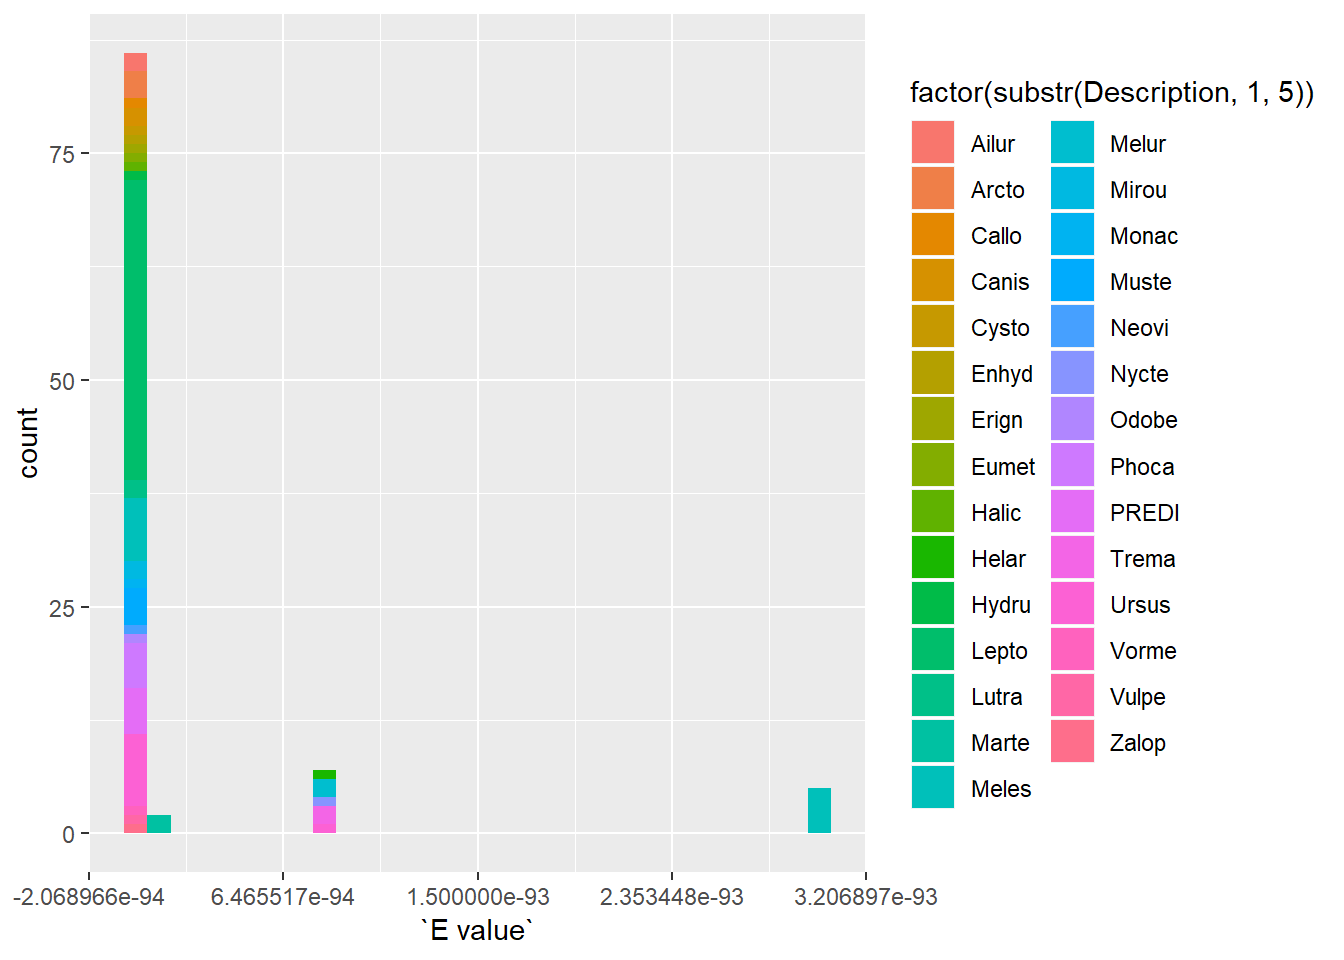 factor(substr(Description, 1, 5))
Ailur
Arcto
Callo
Canis
Cysto
Enhyd
Erign
Eumet
Halic
Helar
Hydru
Lepto
Lutra
Marte
Meles
Melur
Mirou
Monac
Muste
Neovi
Nycte
Odobe
Phoca
PREDI
Trema
Ursus
Vorme
Vulpe
Zalop
75
50
25
0
count
-2.068966e-94
6.465517e-94
1.500000e-93
2.353448e-93
3.206897e-93
`E value`